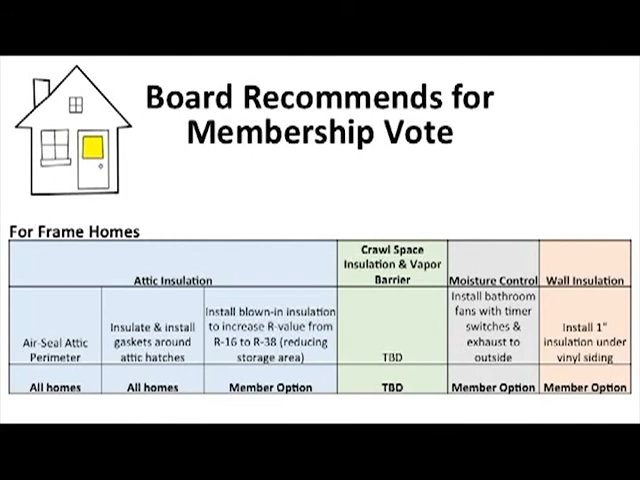 Board Recommends for
Membership Vote
For Frame Homes
Attic Insulation
Crawl Space
Insulation & Vapor
Barrier
Moisture Control
Wall Insulation
Air-Seal Attic
Perimeter
Insulate & install
gaskets around
attic hatches
Install blown-in insulation
to increase R-value from
R-16 to R-38 (reducing
storage area)
TBD
Install bathroom
fans with timer
switches &
exhaust to
outside
Install 1"
insulation under
vinyl siding
All homes
All homes
Member Option
TBD
Member Option
Member Option